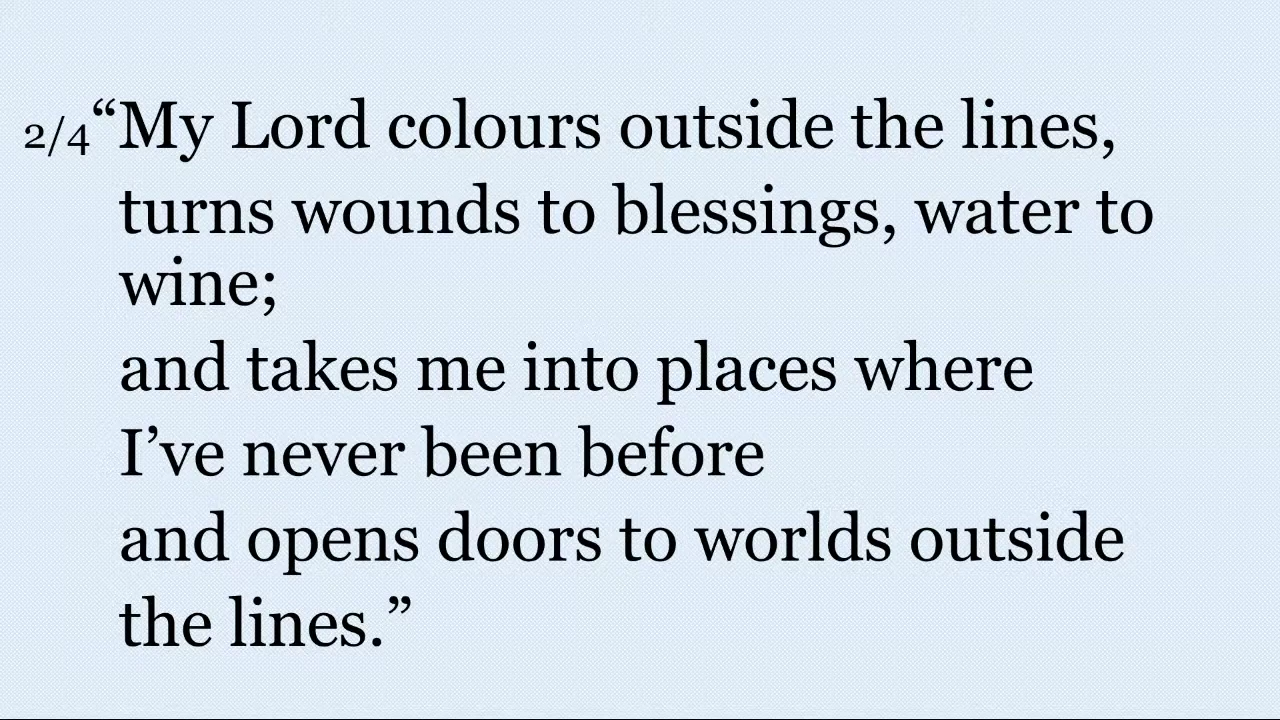 2/4“My Lord colours outside the lines,
turns wounds to blessings, water to
wine;
and takes me into places where
I’ve never been before
and opens doors to worlds outside
the lines.”